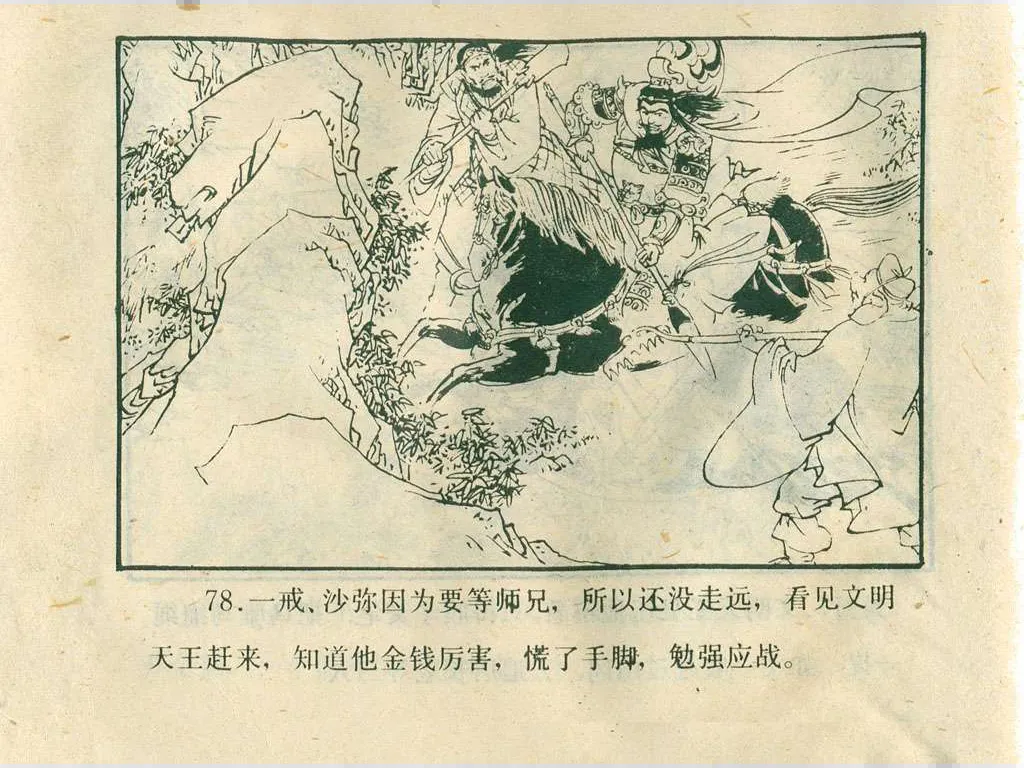 78.一戒、沙弥因为要等师兄，所以还没走远，看见文明
天王赶来，知道他金钱厉害，慌了手脚，勉强应战。